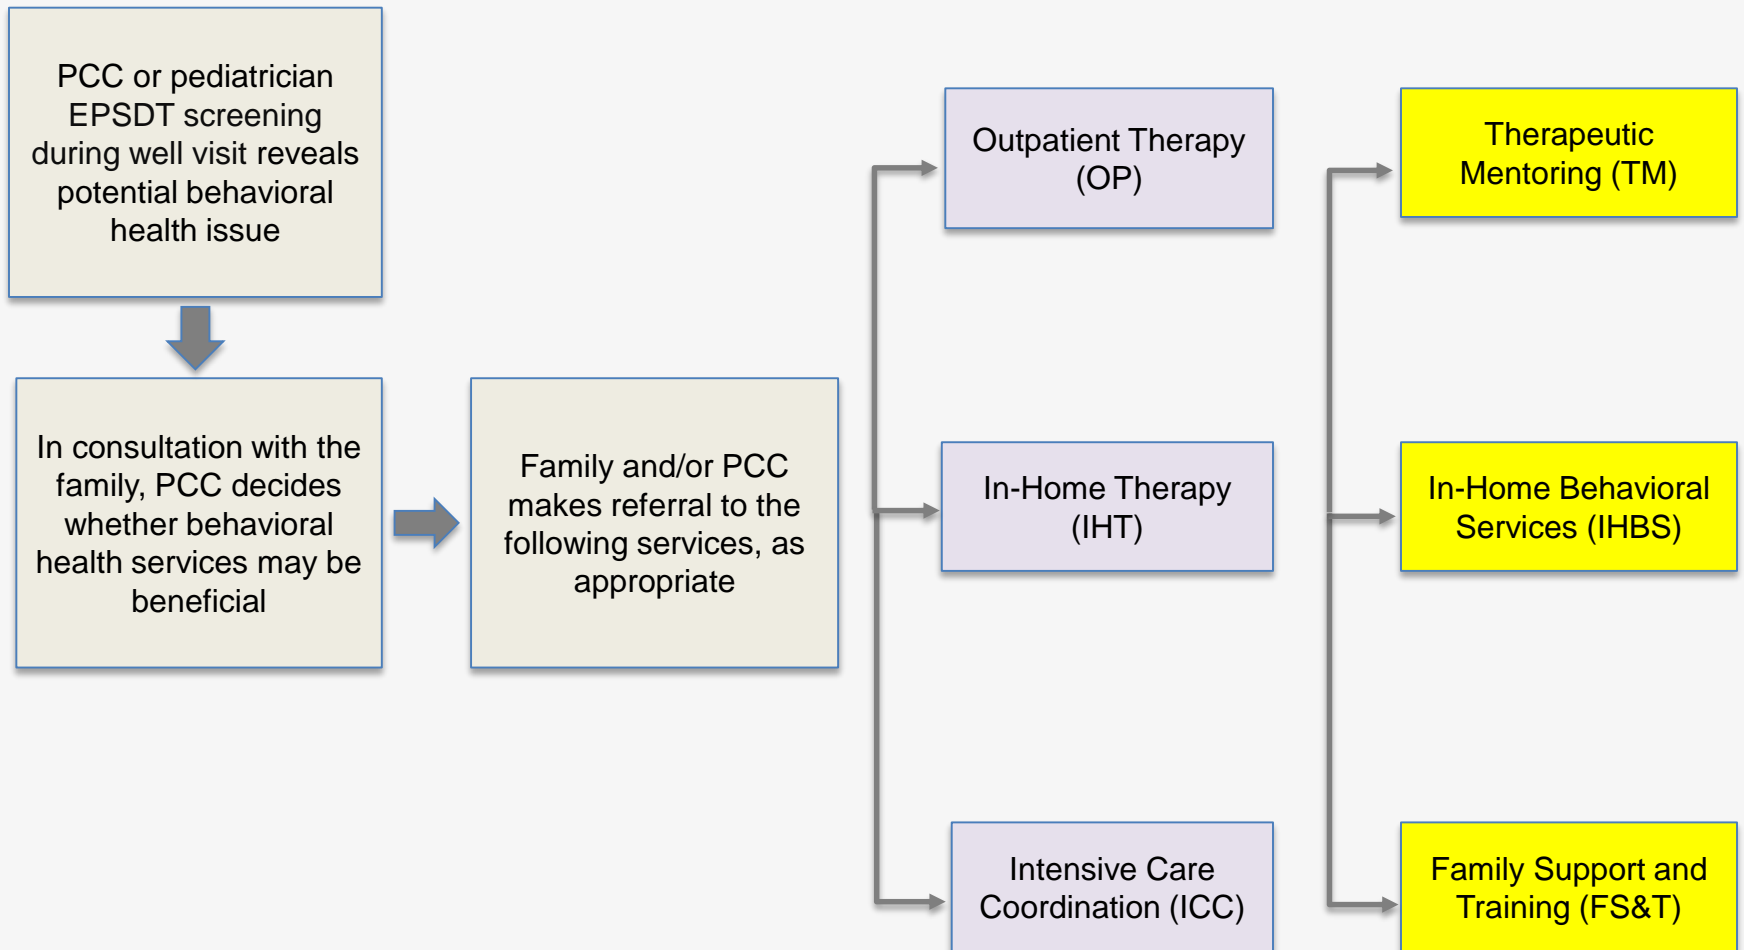 PCC or pediatrician
EPSDT screening
during well visit reveals
potential behavioral
health issue
In consultation with the
family, PCC decides
whether behavioral
health services may be
beneficial
Family and/or PCC
makes referral to the
following services, as
appropriate
Outpatient Therapy
(OP)
In-Home Therapy
(IHT)
Intensive Care
Coordination (ICC)
Therapeutic
Mentoring (TM)
In-Home Behavioral
Services (IHBS)
Family Support and
Training (FS&T)